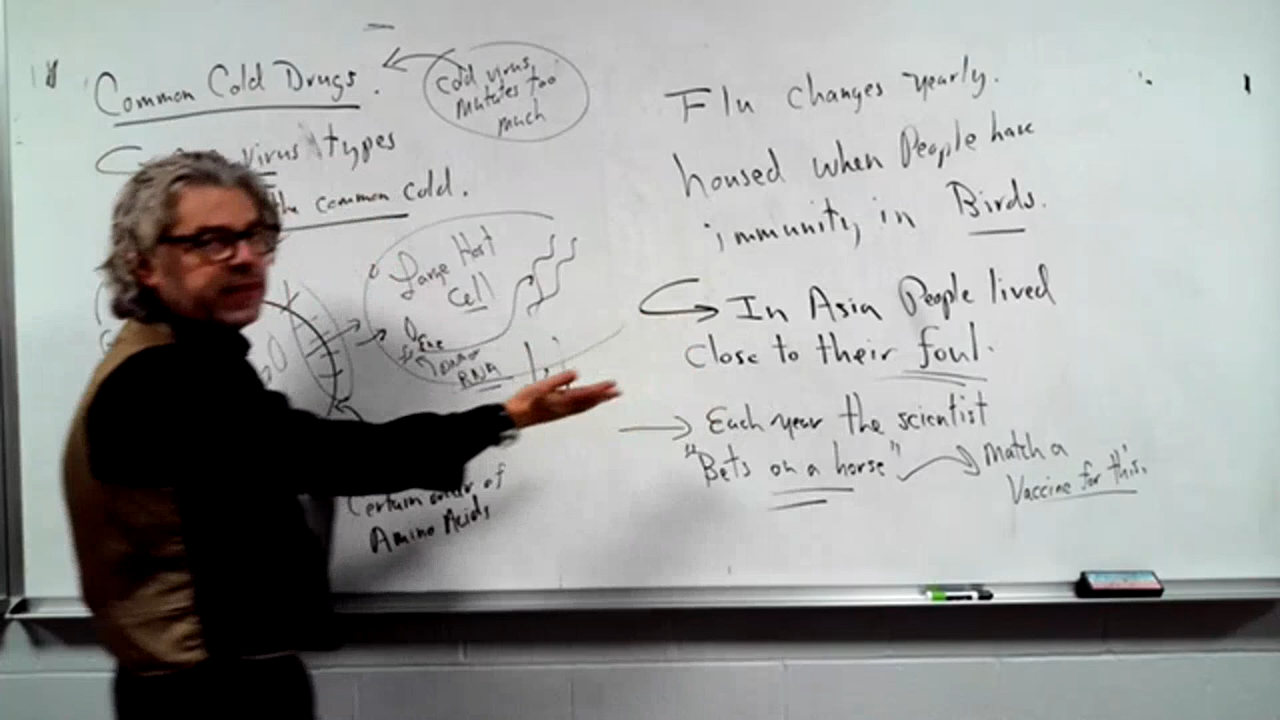 Common Cold Drugs.
Cold virus
mutates too
much
virus types
the common cold.
Large Host
Cell
RNA
Certain order of
Amino Acids
Flu changes yearly.
housed when People have
immunity in Birds.
In Asia People lived
close to their foul.
Each year the scientist
"Bets on a horse"
match a
Vaccine for this.